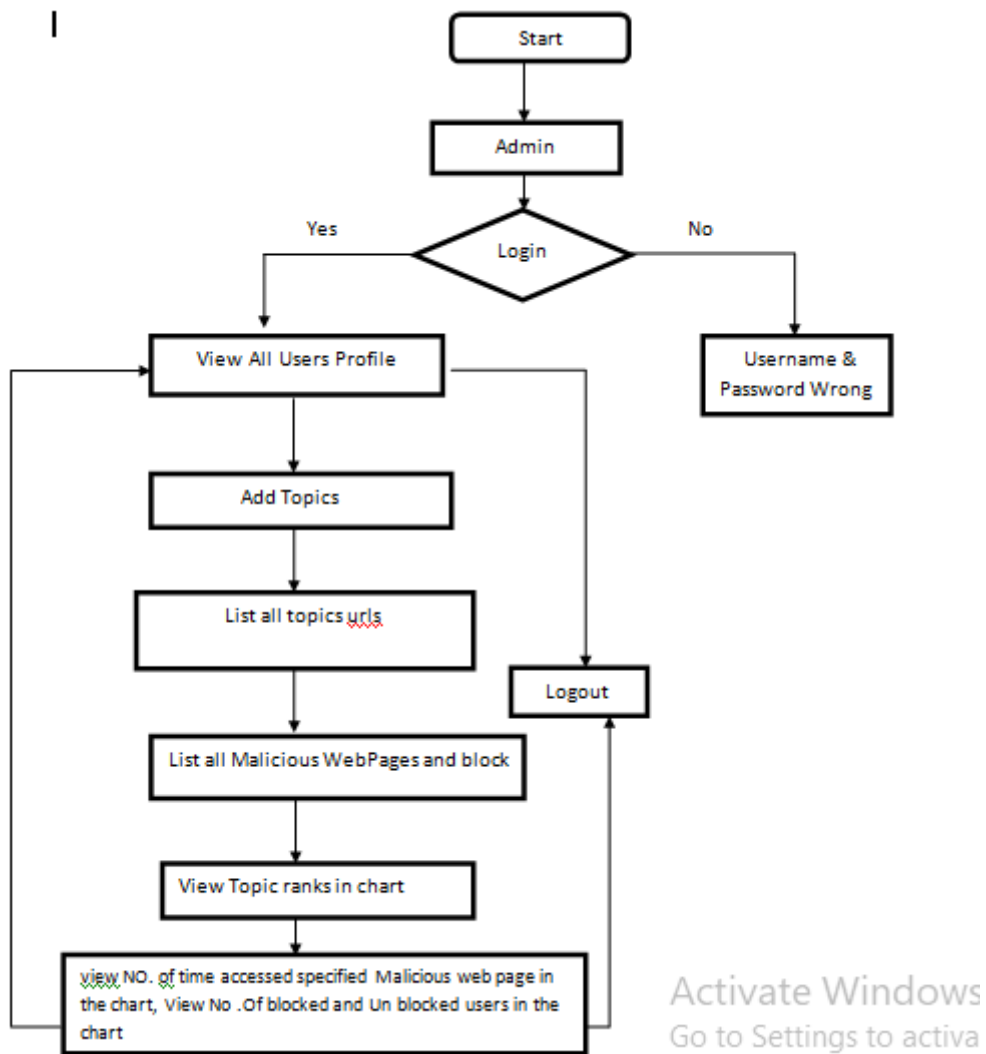 Start
Admin
Yes
Login
No
View All Users Profile
Username &
Password Wrong
Add Topics
List all topics urls
Logout
List all Malicious WebPages and block
View Topic ranks in chart
view NO. of time accessed specified Malicious web page in
the chart, View No .Of blocked and Un blocked users in the
chart
Activate Windows
Go to Settings to activa